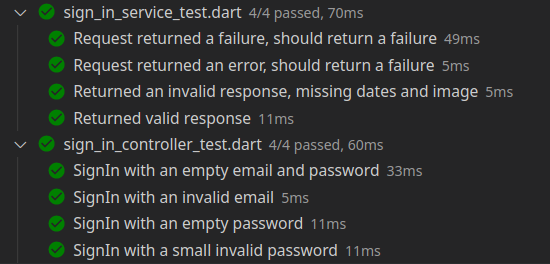 sign_in_service_test.dart 4/4 passed, 70ms
Request returned a failure, should return a failure 49ms
Request returned an error, should return a failure 5ms
Returned an invalid response, missing dates and image 5ms
Returned valid response 11ms
sign_in_controller_test.dart 4/4 passed, 60ms
SignIn with an empty email and password 33ms
SignIn with an invalid email 5ms
SignIn with an empty password 11ms
SignIn with a small invalid password 11ms